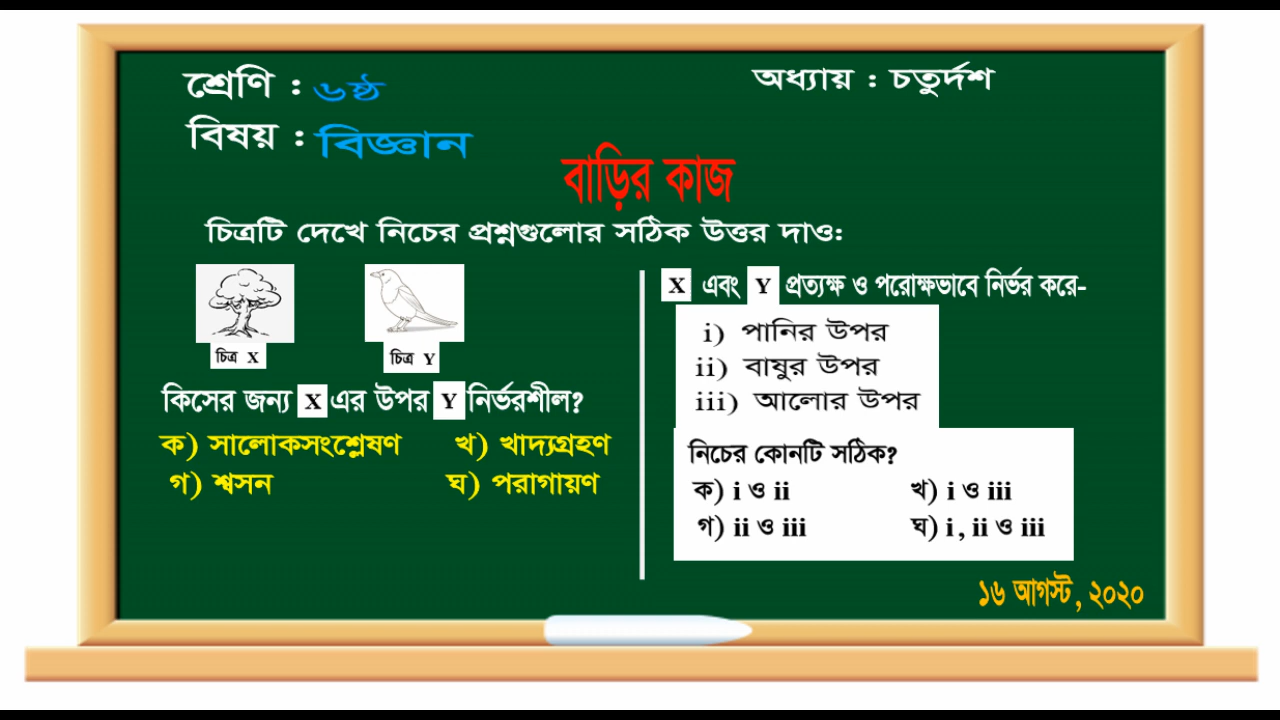 শ্রেণি : ৬ষ্ঠ
অধ্যায় : চতুর্দশ
বিষয় : বিজ্ঞান
বাড়ির কাজ
চিত্রটি দেখে নিচের প্রশ্নগুলোর সঠিক উত্তর দাও:
চিত্র X
চিত্র Y
কিসের জন্য X এর উপর Y নির্ভরশীল?
ক) সালোকসংশ্লেষণ খ) খাদ্যগ্রহণ
গ) শ্বসন ঘ) পরাগায়ণ
X এবং Y প্রত্যক্ষ ও পরোক্ষভাবে নির্ভর করে-
i) পানির উপর
ii) বাষুর উপর
iii) আলোর উপর
নিচের কোনটি সঠিক?
ক) i ও ii খ) i ও iii
গ) ii ও iii ঘ) i , ii ও iii
১৬ আগস্ট , ২০২০